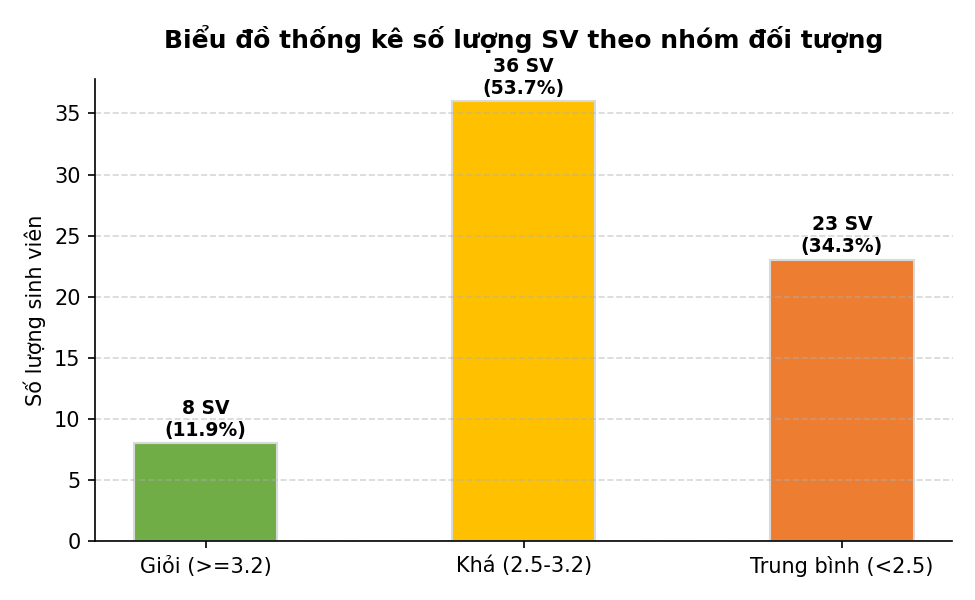 Biểu đồ thống kê số lượng SV theo nhóm đối tượng
36 SV
(53.7%)
23 SV
(34.3%)
8 SV
(11.9%)
Số lượng sinh viên
35
30
25
20
15
10
5
0
Giỏi (>=3.2)
Khá (2.5-3.2)
Trung bình (<2.5)